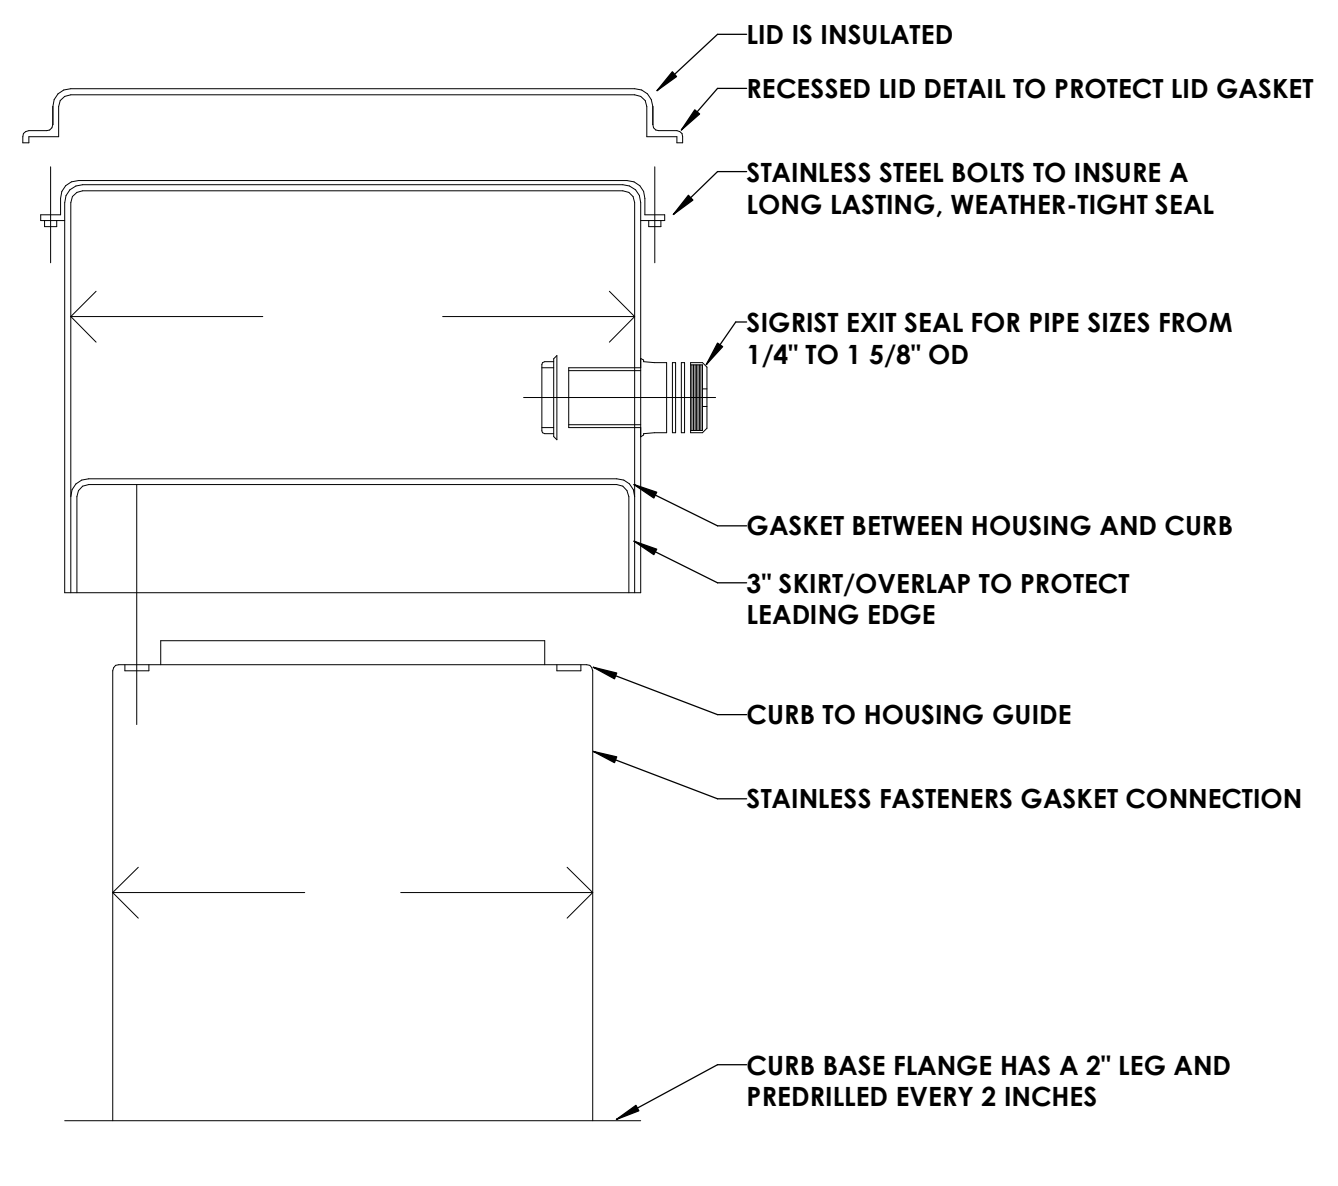 LID IS INSULATED
RECESSED LID DETAIL TO PROTECT LID GASKET
STAINLESS STEEL BOLTS TO INSURE A
LONG LASTING, WEATHER-TIGHT SEAL
SIGRIST EXIT SEAL FOR PIPE SIZES FROM
1/4" TO 1 5/8" OD
GASKET BETWEEN HOUSING AND CURB
3" SKIRT/OVERLAP TO PROTECT
LEADING EDGE
CURB TO HOUSING GUIDE
STAINLESS FASTENERS GASKET CONNECTION
CURB BASE FLANGE HAS A 2" LEG AND
PREDRILLED EVERY 2 INCHES